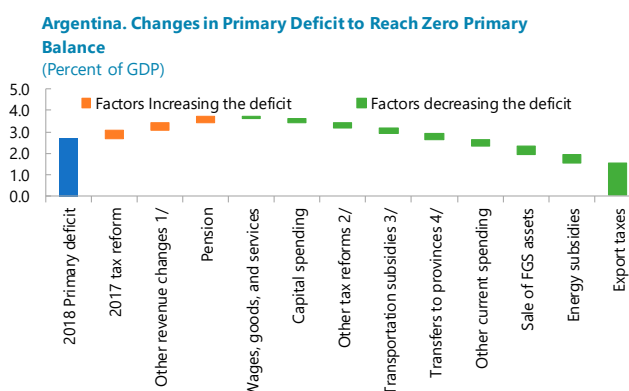 Argentina. Changes in Primary Deficit to Reach Zero Primary
Balance
(Percent of GDP)
5.0
4.0
3.0
2.0
1.0
0.0
Factors Increasing the deficit
Factors decreasing the deficit
2018 Primary deficit
2017 tax reform
Other revenue changes 1/
Pension
Wages, goods, and services
Capital spending
Other tax reforms 2/
Transportation subsidies 3/
Transfers to provinces 4/
Other current spending
Sale of FGS assets
Energy subsidies
Export taxes